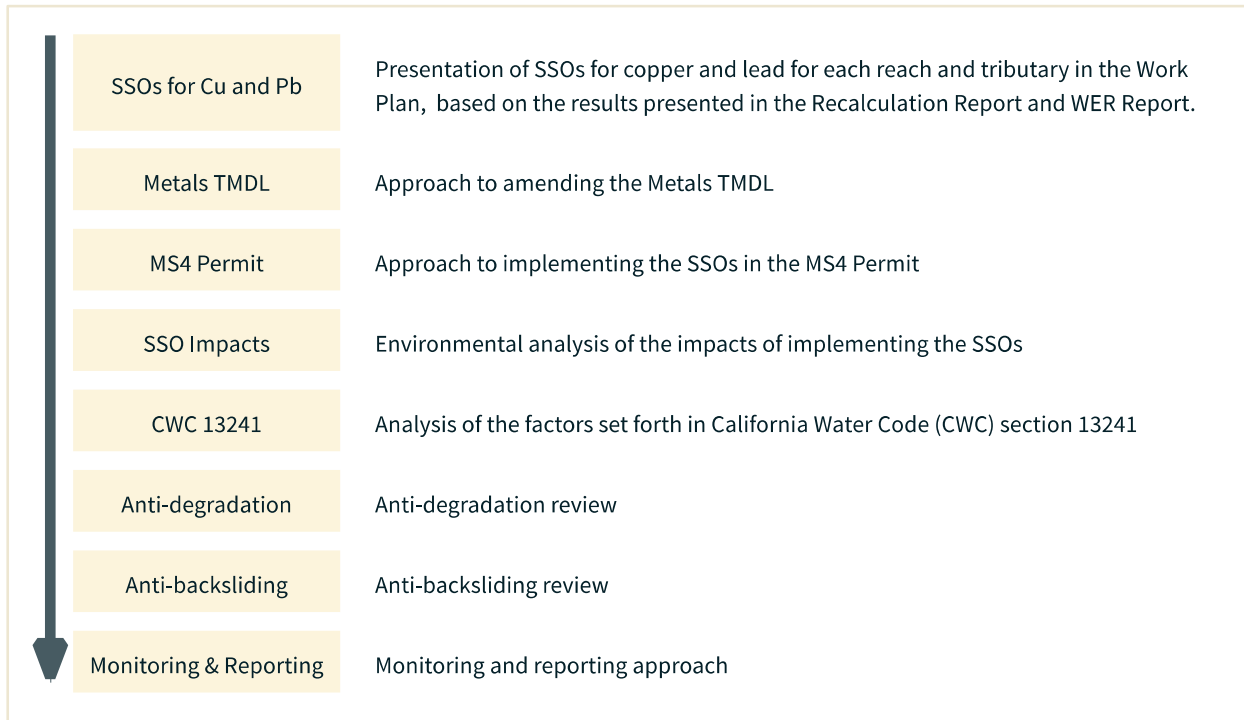 SSOs for Cu and Pb
Presentation of SSOs for copper and lead for each reach and tributary in the Work
Plan,  based on the results presented in the Recalculation Report and WER Report.
Metals TMDL
Approach to amending the Metals TMDL
MS4 Permit
Approach to implementing the SSOs in the MS4 Permit
SSO Impacts
Environmental analysis of the impacts of implementing the SSOs
CWC 13241
Analysis of the factors set forth in California Water Code (CWC) section 13241
Anti-degradation
Anti-degradation review
Anti-backsliding
Anti-backsliding review
Monitoring & Reporting
Monitoring and reporting approach